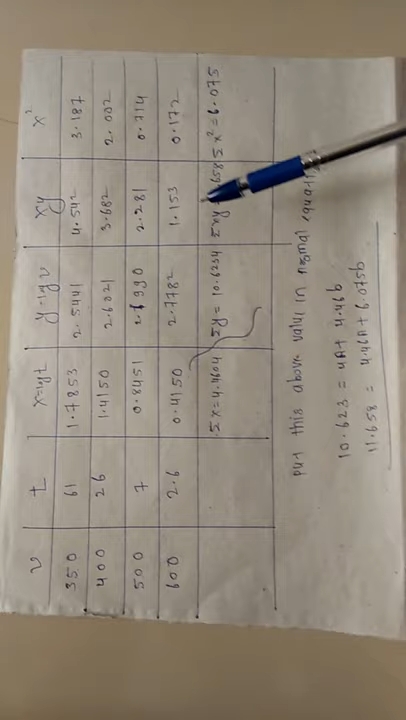 v t x=logt y=logv xy x²
350 61 1.7853 2.5441 4.542 3.187
400 26 1.4150 2.6021 3.682 2.002
500 7 0.8451 2.6990 2.281 0.714
600 2.6 0.4150 2.7782 1.153 0.172
Σx=4.4604 Σy=10.6234 Σxy 658 Σx²=6.075
put this above value in normal
10.623 = 4A+4.46b
11.658 = 4.46A+6.075b